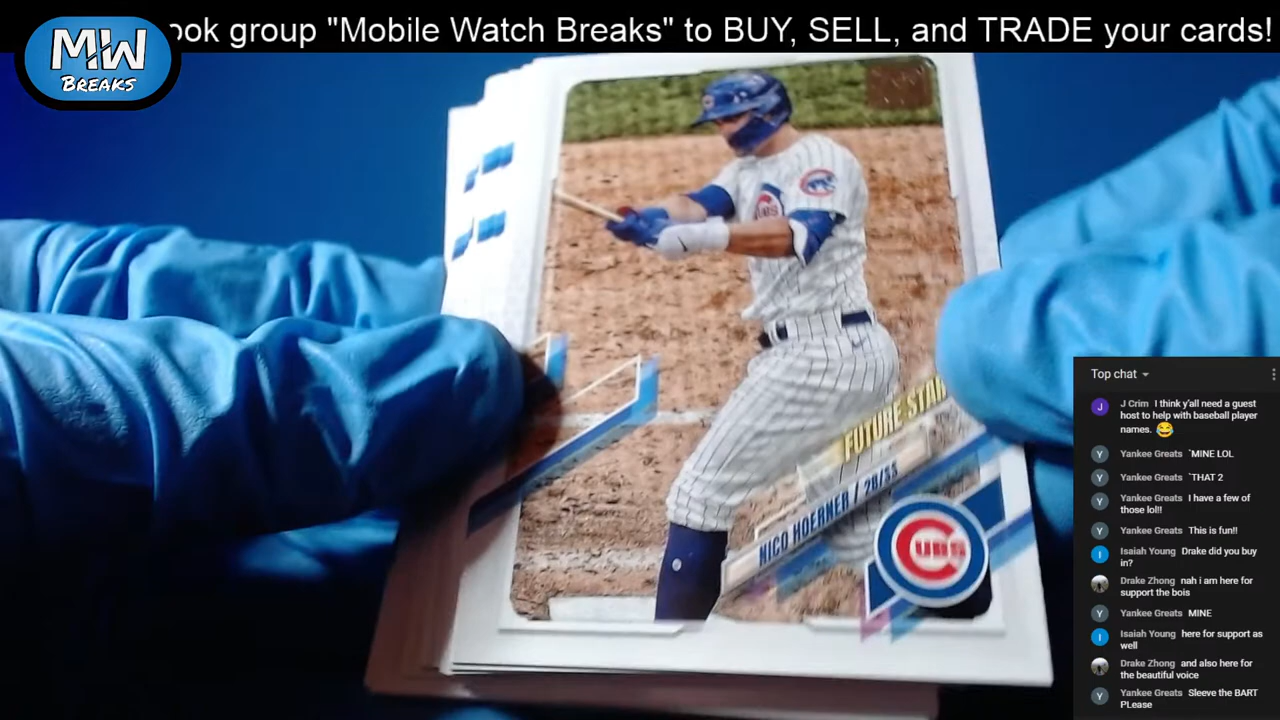 ook group "Mobile Watch Breaks" to BUY, SELL, and TRADE your cards!
MW
BREAKS
CUBS
FUTURE STAR
NICO HOERNER | 2B/SS
CUBS
Top chat
J Crim I think y'all need a guest
host to help with baseball player
names. 😂
Yankee Greats `MINE LOL
Yankee Greats `THAT 2
Yankee Greats I have a few of
those lol!!
Yankee Greats This is fun!!
Isaiah Young Drake did you buy
in?
Drake Zhong nah i am here for
support the bois
Yankee Greats MINE
Isaiah Young here for support as
well
Drake Zhong and also here for
the beautiful voice
Yankee Greats Sleeve the BART
PLease